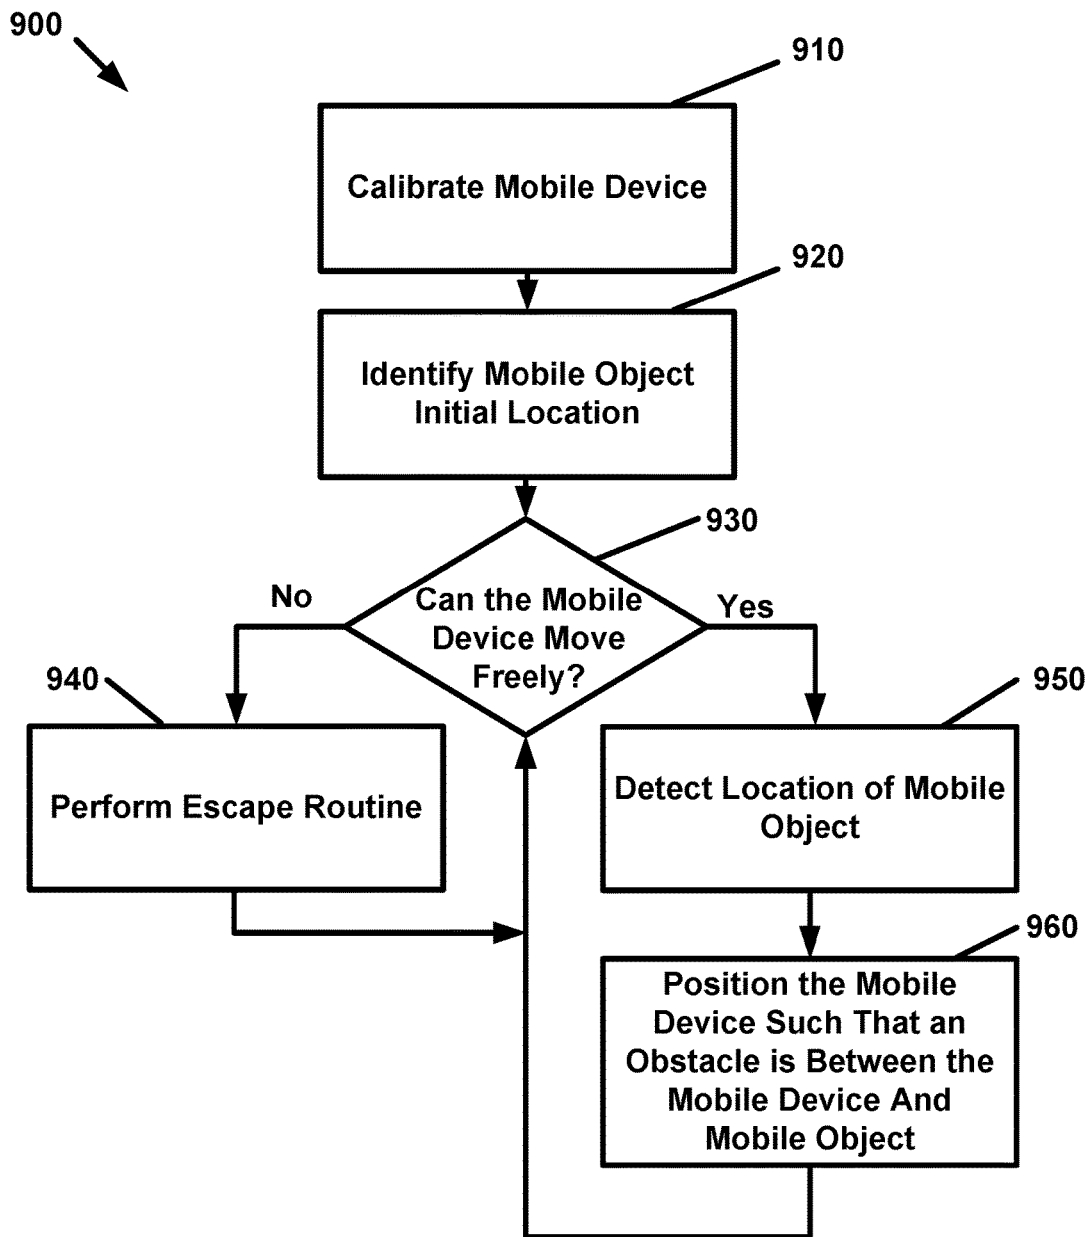 900
910
Calibrate Mobile Device
920
Identify Mobile Object
Initial Location
930
No
Can the Mobile
Device Move
Freely?
Yes
940
950
Perform Escape Routine
Detect Location of Mobile
Object
960
Position the Mobile
Device Such That an
Obstacle is Between the
Mobile Device And
Mobile Object